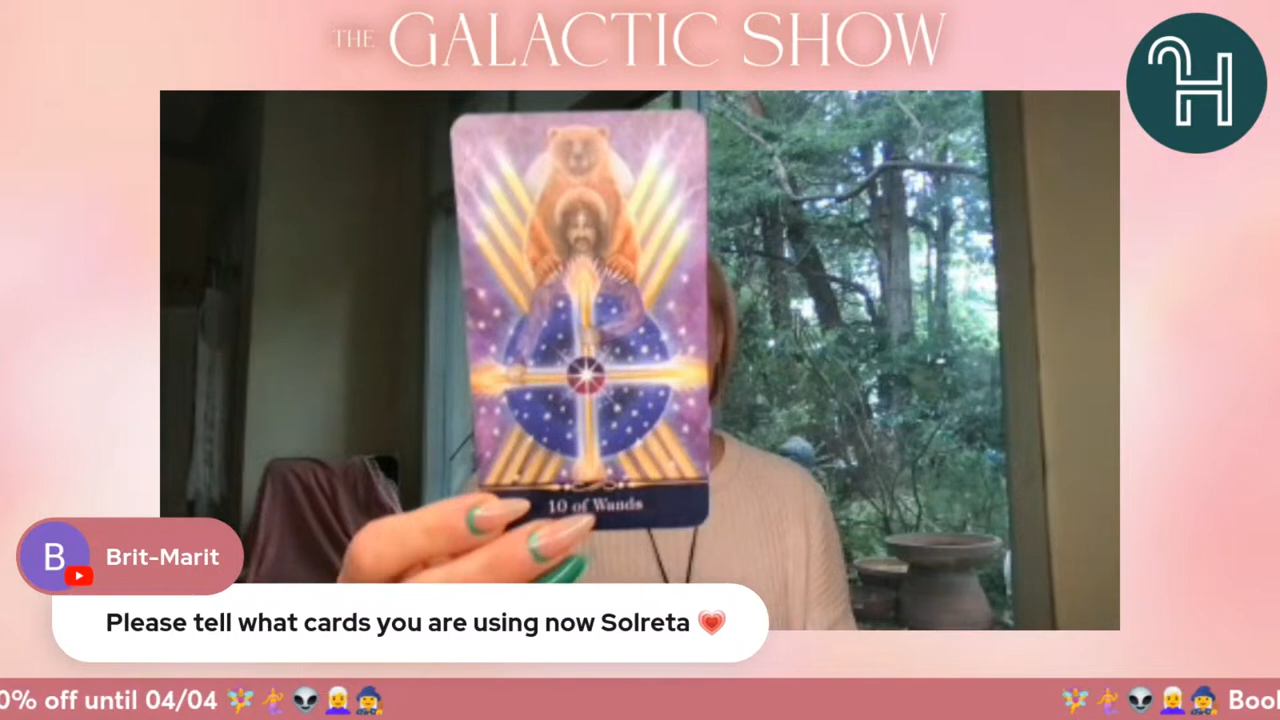 THE GALACTIC SHOW
H
10 of Wands
B
Brit-Marit
Please tell what cards you are using now Solreta 💗
0% off until 04/04 🧚🧜‍♀️👽👩‍🦳🧙‍♀️
🧚🧜‍♀️👽👩‍🦳🧙‍♀️ Book